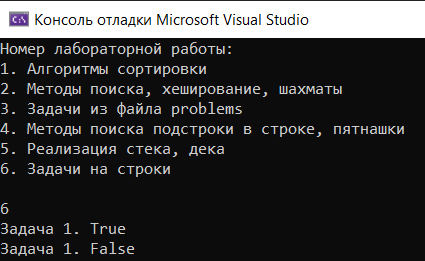 C:\ Консоль отладки Microsoft Visual Studio
Номер лабораторной работы:
1. Алгоритмы сортировки
2. Методы поиска, хеширование, шахматы
3. Задачи из файла problems
4. Методы поиска подстроки в строке, пятнашки
5. Реализация стека, дека
6. Задачи на строки
6
Задача 1. True
Задача 1. False